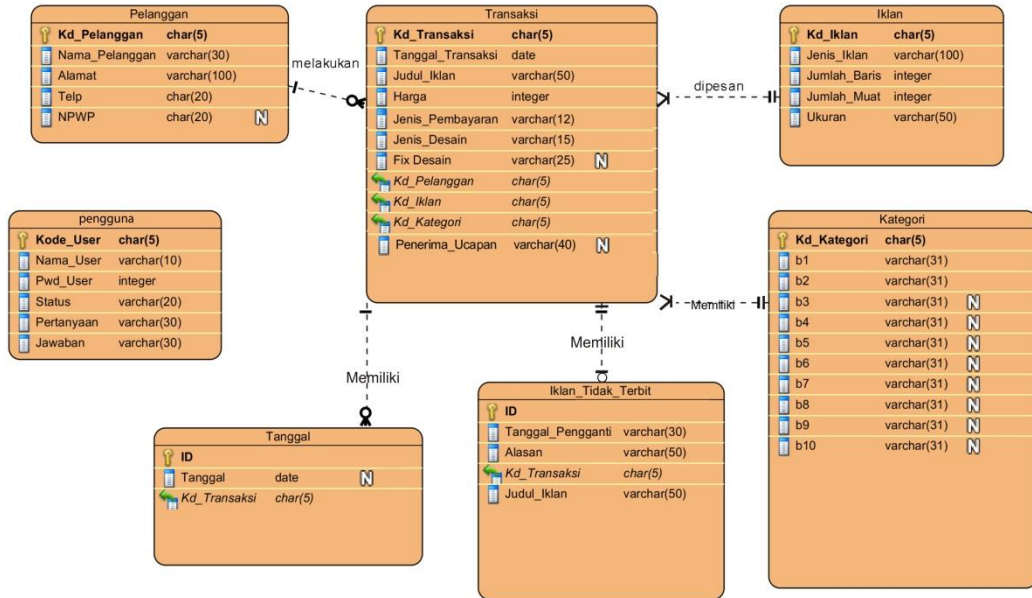 Pelanggan
Kd_Pelanggan char(5)
Nama_Pelanggan varchar(30)
Alamat varchar(100)
Telp char(20)
NPWP char(20) N
melakukan
Transaksi
Kd_Transaksi char(5)
Tanggal_Transaksi date
Judul_Iklan varchar(50)
Harga integer
Jenis_Pembayaran varchar(12)
Jenis_Desain varchar(15)
Fix Desain varchar(25) N
Kd_Pelanggan char(5)
Kd_Iklan char(5)
Kd_Kategori char(5)
Penerima_Ucapan varchar(40) N
dipesan
Iklan
Kd_Iklan char(5)
Jenis_Iklan varchar(100)
Jumlah_Baris integer
Jumlah_Muat integer
Ukuran varchar(50)
pengguna
Kode_User char(5)
Nama_User varchar(10)
Pwd_User integer
Status varchar(20)
Pertanyaan varchar(30)
Jawaban varchar(30)
Memiliki
Kategori
Kd_Kategori char(5)
b1 varchar(31)
b2 varchar(31)
b3 varchar(31) N
b4 varchar(31) N
b5 varchar(31) N
b6 varchar(31) N
b7 varchar(31) N
b8 varchar(31) N
b9 varchar(31) N
b10 varchar(31) N
Memiliki
Tanggal
ID
Tanggal date N
Kd_Transaksi char(5)
Memiliki
Iklan_Tidak_Terbit
ID
Tanggal_Pengganti varchar(30)
Alasan varchar(50)
Kd_Transaksi char(5)
Judul_Iklan varchar(50)